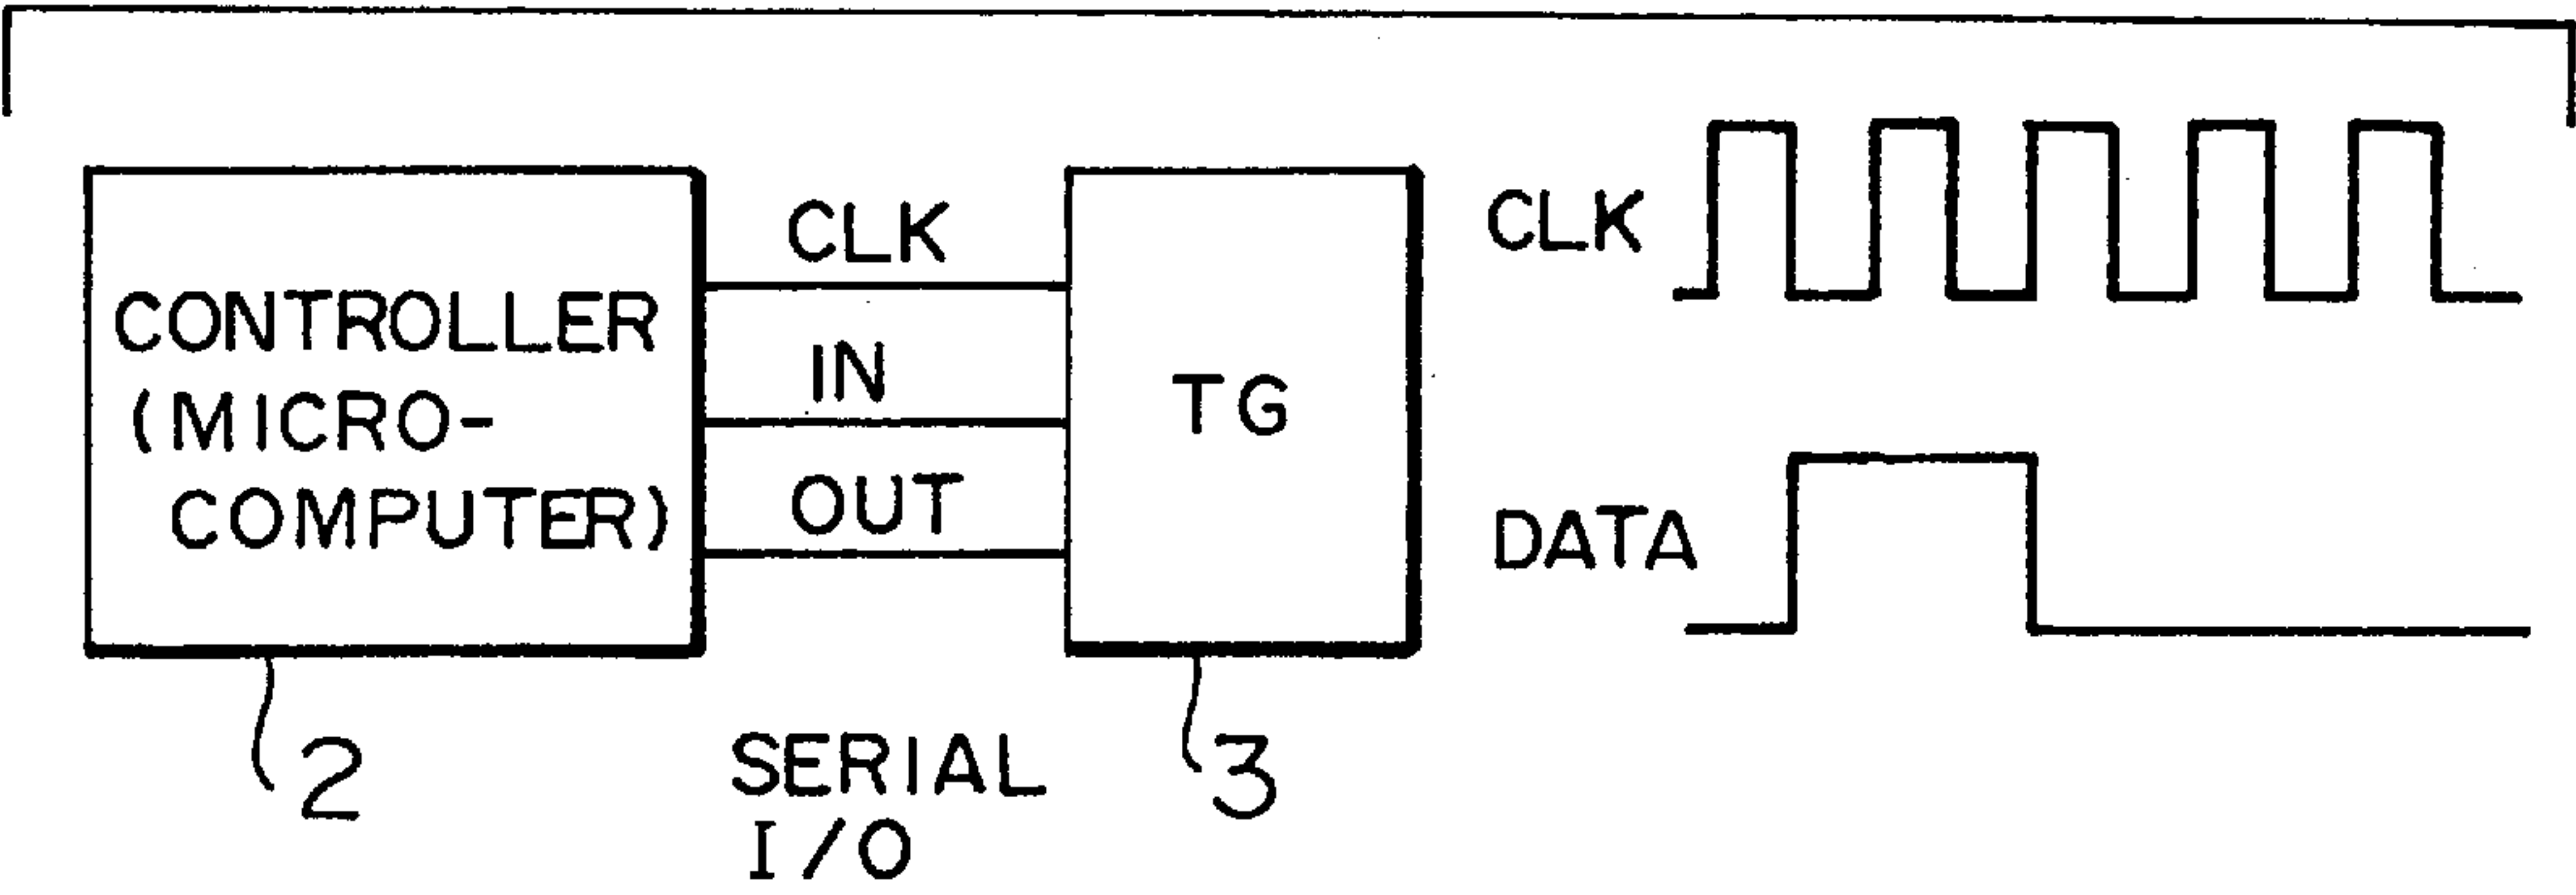 CONTROLLER
(MICRO-
COMPUTER)
2
CLK
IN
OUT
SERIAL
I/O
TG
3
CLK
DATA